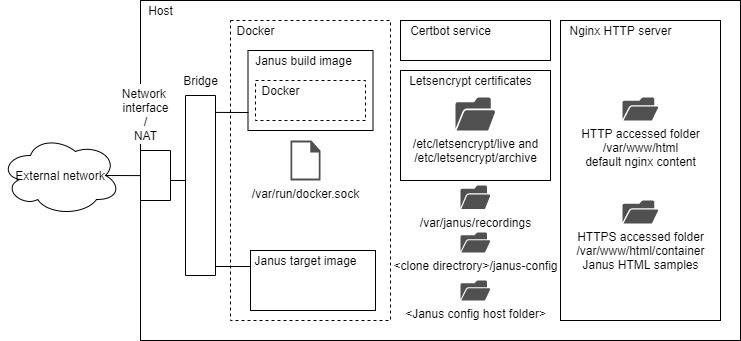 Host
Docker
Certbot service
Nginx HTTP server
Janus build image
Docker
Letsencrypt certificates
/etc/letsencrypt/live and
/etc/letsencrypt/archive
Bridge
Network
interface
/
NAT
External network
/var/run/docker.sock
Janus target image
/var/janus/recordings
<clone directrory>/janus-config
<Janus config host folder>
HTTP accessed folder
/var/www/html
default nginx content
HTTPS accessed folder
/var/www/html/container
Janus HTML samples